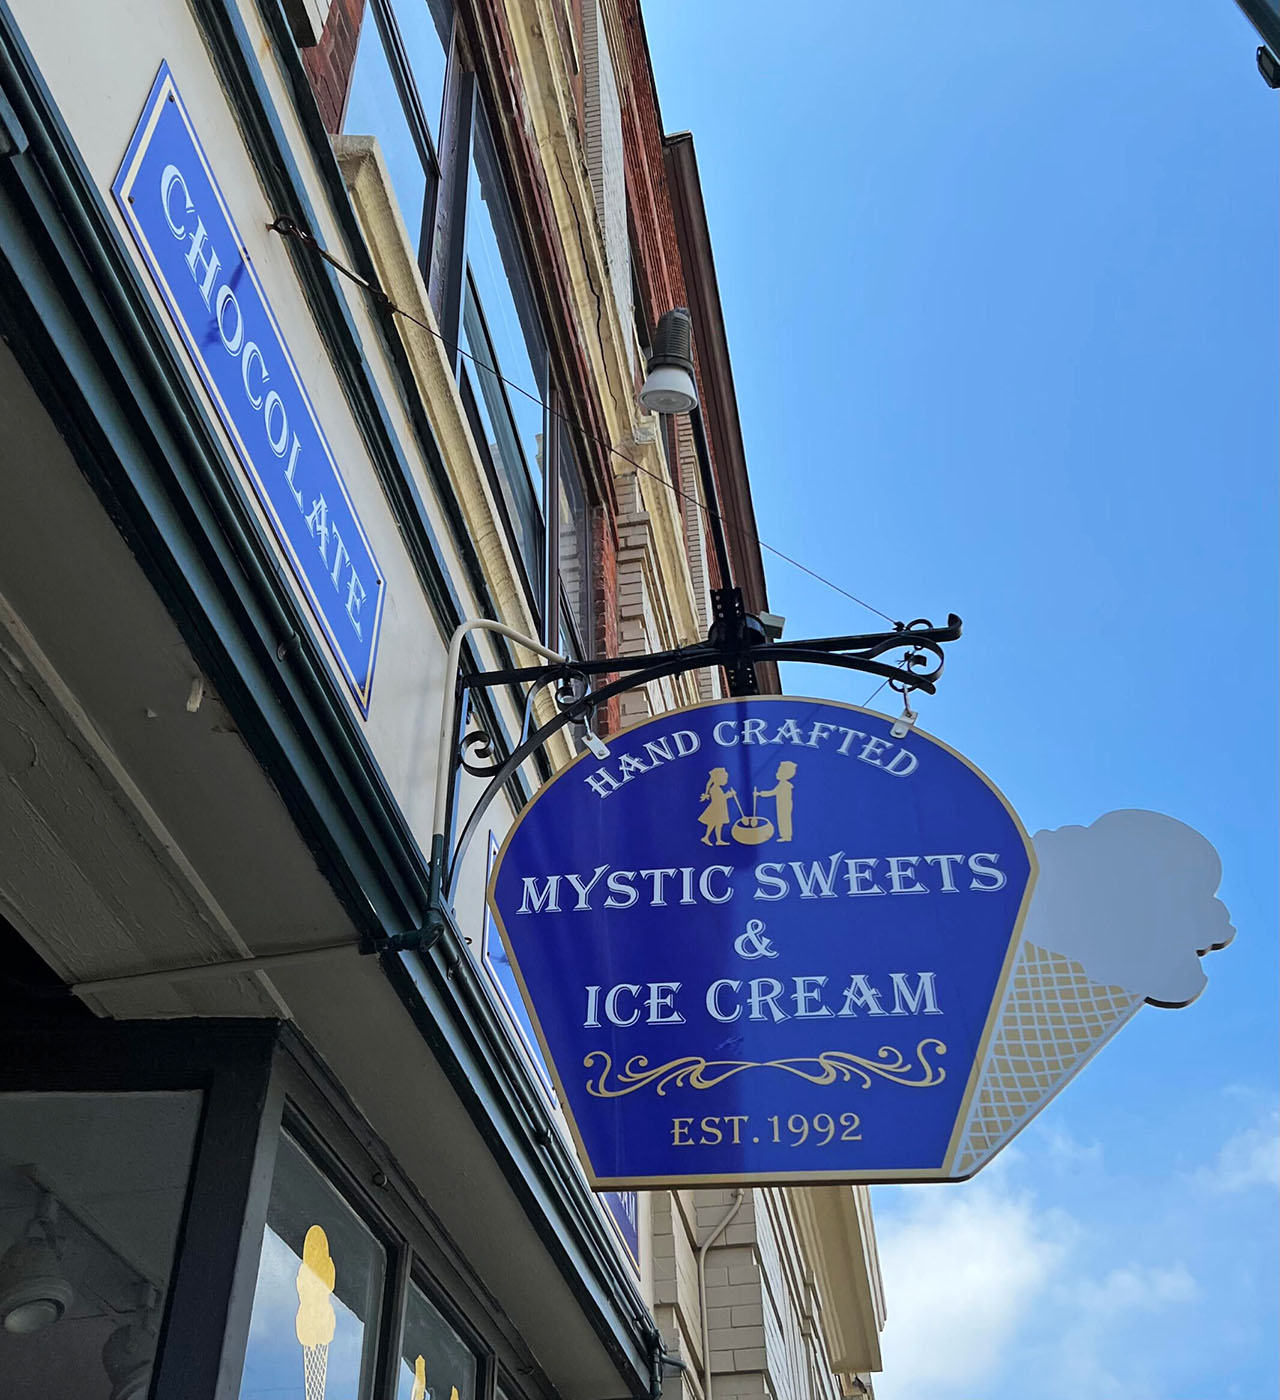 CHOCOLATE
HAND CRAFTED
MYSTIC SWEETS
&
ICE CREAM
EST. 1992